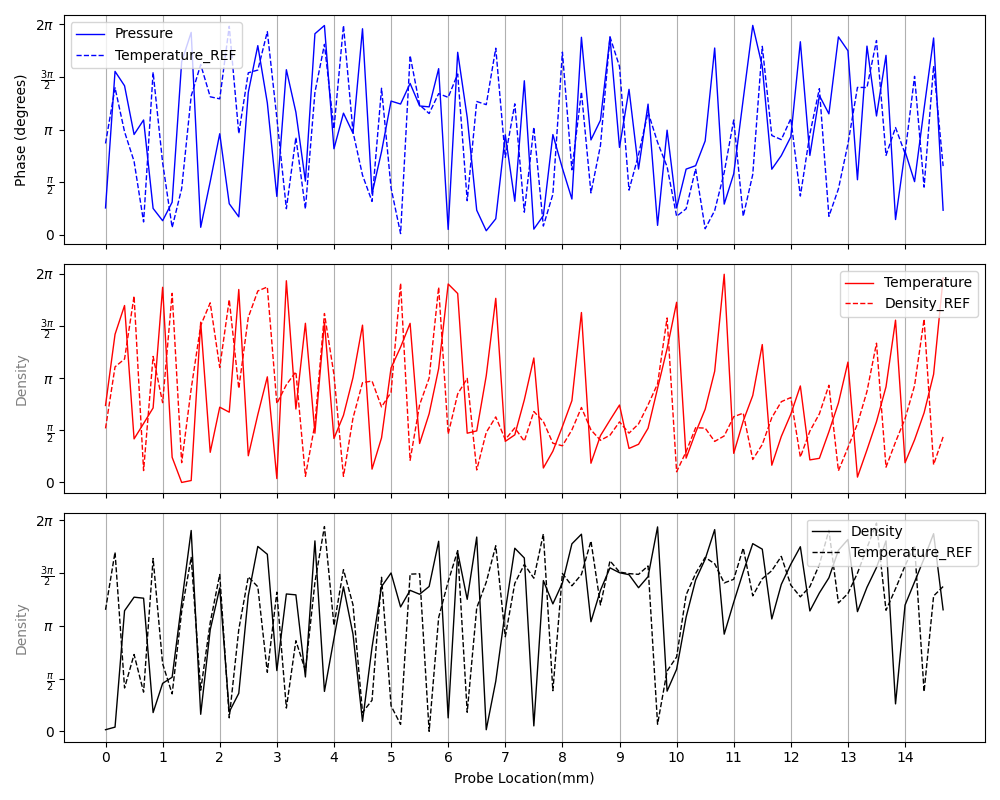 2π
3π/2
π
π/2
0
Phase (degrees)
Pressure
Temperature_REF
2π
3π/2
π
π/2
0
Density
Temperature
Density_REF
2π
3π/2
π
π/2
0
Density
Density
Temperature_REF
0 1 2 3 4 5 6 7 8 9 10 11 12 13 14
Probe Location(mm)